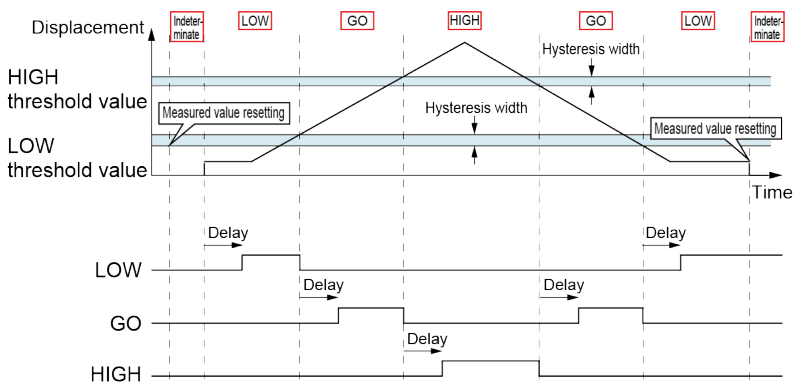 Indeter-
minate
LOW
GO
HIGH
GO
LOW
Indeter-
minate
Displacement
Hysteresis width
HIGH
threshold value
Measured value resetting
Hysteresis width
Measured value resetting
LOW
threshold value
Time
Delay
Delay
LOW
Delay
Delay
GO
Delay
HIGH